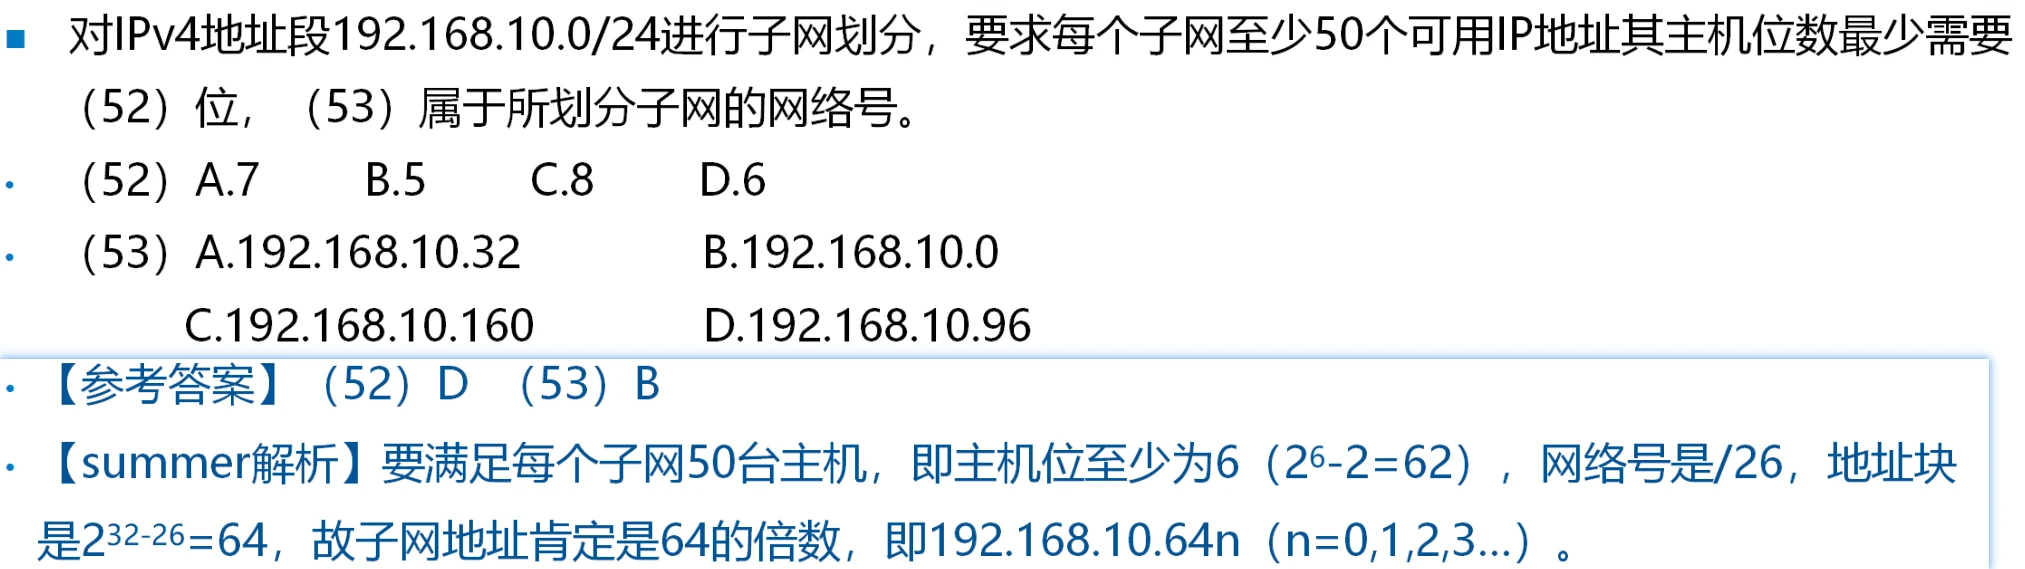 ■ 对IPv4地址段192.168.10.0/24进行子网划分，要求每个子网至少50个可用IP地址其主机位数最少需要
（52）位，（53）属于所划分子网的网络号。
• （52）A.7 B.5 C.8 D.6
• （53）A.192.168.10.32 B.192.168.10.0
C.192.168.10.160 D.192.168.10.96
• 【参考答案】（52）D （53）B
• 【summer解析】要满足每个子网50台主机，即主机位至少为6（2⁶-2=62），网络号是/26，地址块
是2³²⁻²⁶=64，故子网地址肯定是64的倍数，即192.168.10.64n（n=0,1,2,3...）。